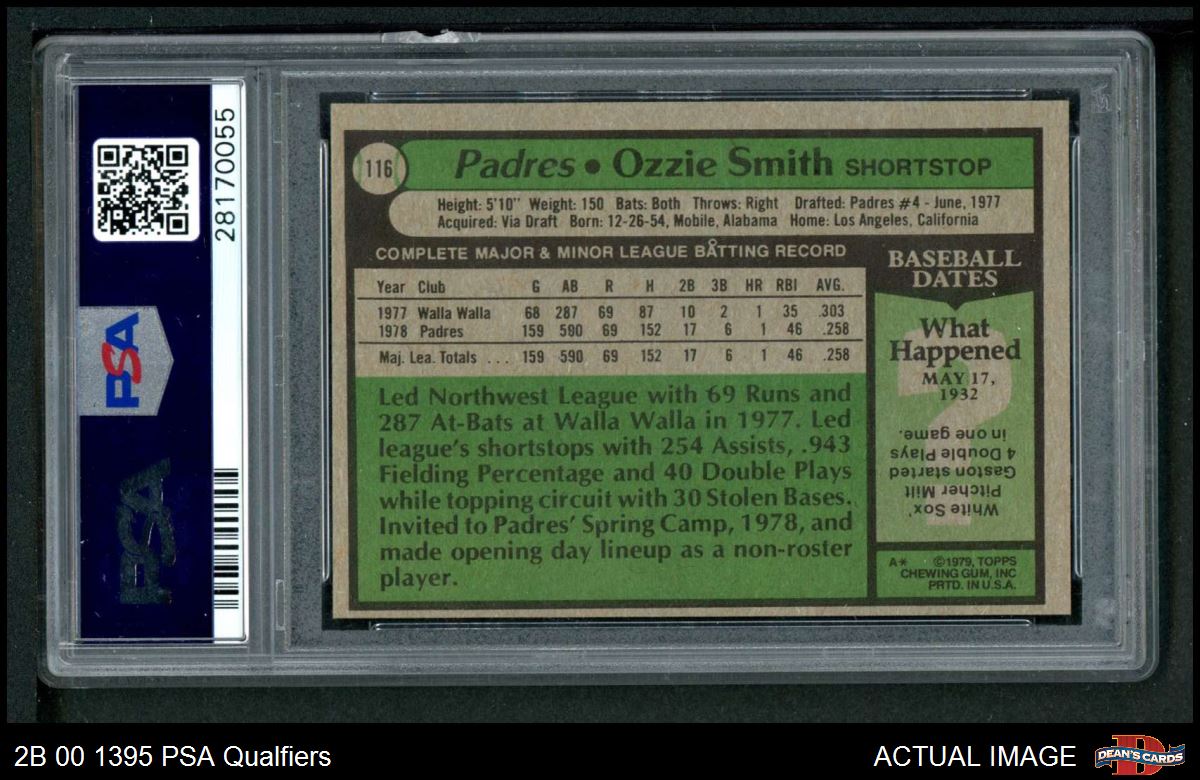 PSA
PSA
28170055
116
Padres • Ozzie Smith SHORTSTOP
Height: 5'10" Weight: 150 Bats: Both Throws: Right Drafted: Padres #4 - June, 1977
Acquired: Via Draft Born: 12-26-54, Mobile, Alabama Home: Los Angeles, California
COMPLETE MAJOR & MINOR LEAGUE BATTING RECORD
Year Club G AB R H 2B 3B HR RBI AVG.
1977 Walla Walla 68 287 69 87 10 2 1 35 .303
1978 Padres 159 590 69 152 17 6 1 46 .258
Maj. Lea. Totals . . . 159 590 69 152 17 6 1 46 .258
Led Northwest League with 69 Runs and
287 At-Bats at Walla Walla in 1977. Led
league's shortstops with 254 Assists, .943
Fielding Percentage and 40 Double Plays
while topping circuit with 30 Stolen Bases.
Invited to Padres' Spring Camp, 1978, and
made opening day lineup as a non-roster
player.
BASEBALL
DATES
What
Happened
MAY 17,
1932
White Sox'
Pitcher Milt
Gaston started
4 Double Plays
in one game.
A* ©1979, TOPPS
CHEWING GUM, INC
PRTD. IN U.S.A.
2B 00 1395 PSA Qualfiers
ACTUAL IMAGE
DEAN'S CARDS